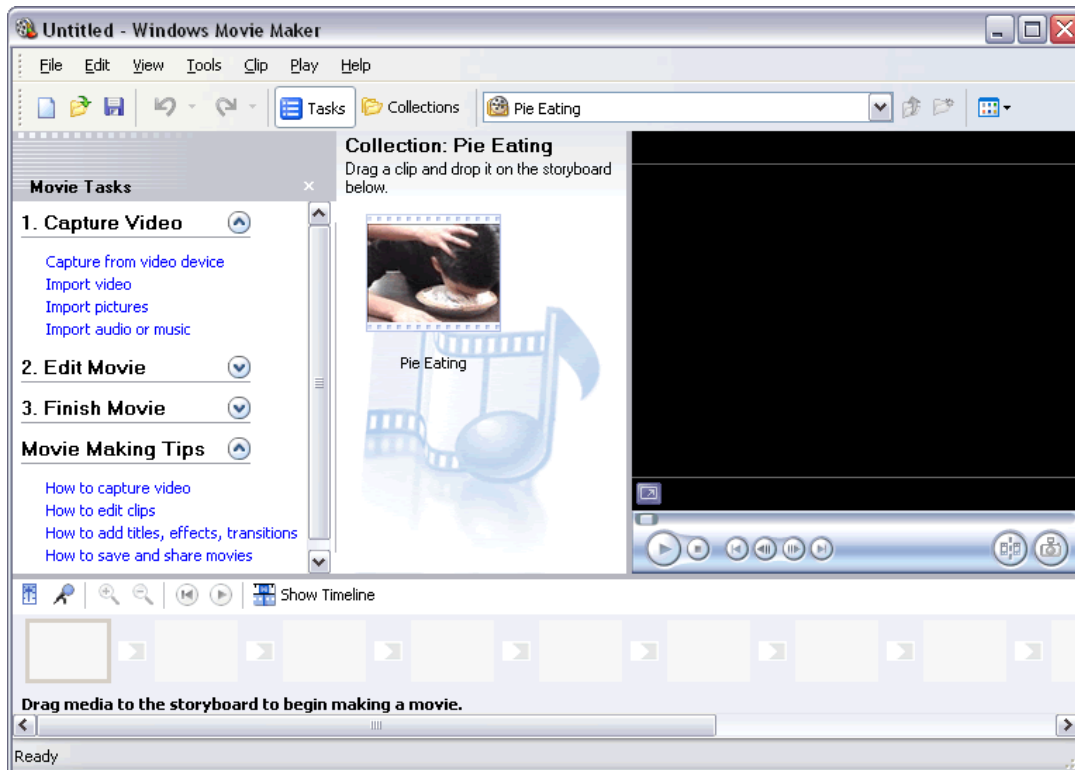 Untitled - Windows Movie Maker
File Edit View Tools Clip Play Help
Tasks Collections Pie Eating
Movie Tasks
1. Capture Video
Capture from video device
Import video
Import pictures
Import audio or music
2. Edit Movie
3. Finish Movie
Movie Making Tips
How to capture video
How to edit clips
How to add titles, effects, transitions
How to save and share movies
Collection: Pie Eating
Drag a clip and drop it on the storyboard
below.
Pie Eating
Show Timeline
Drag media to the storyboard to begin making a movie.
Ready